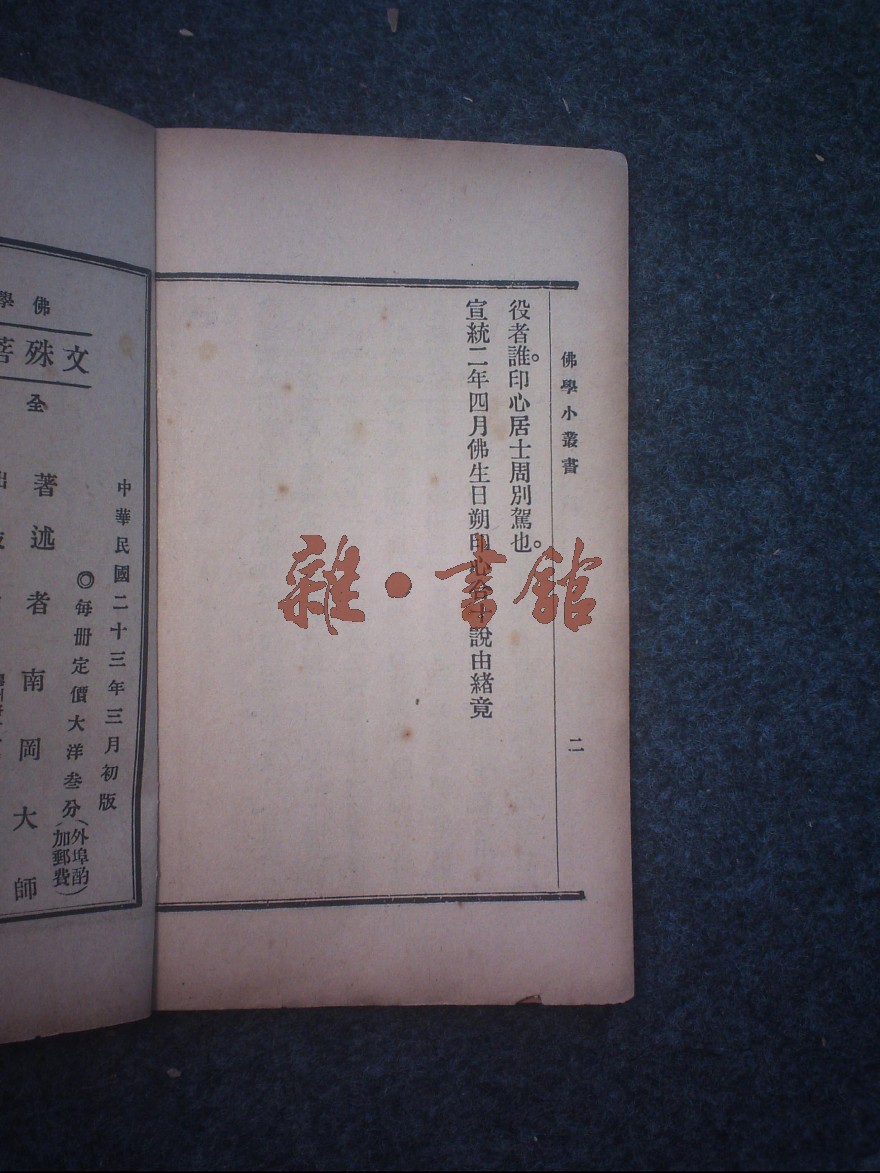 佛學小叢書
二
役者誰。印心居士周別駕也。
宣統二年四月佛生日朔印心 說由緒竟
雜·書館
中華民國二十三年三月初版
◎每册定價大洋叁分(外埠酌加郵費)
著述者南岡大師
佛學
文殊菩
全